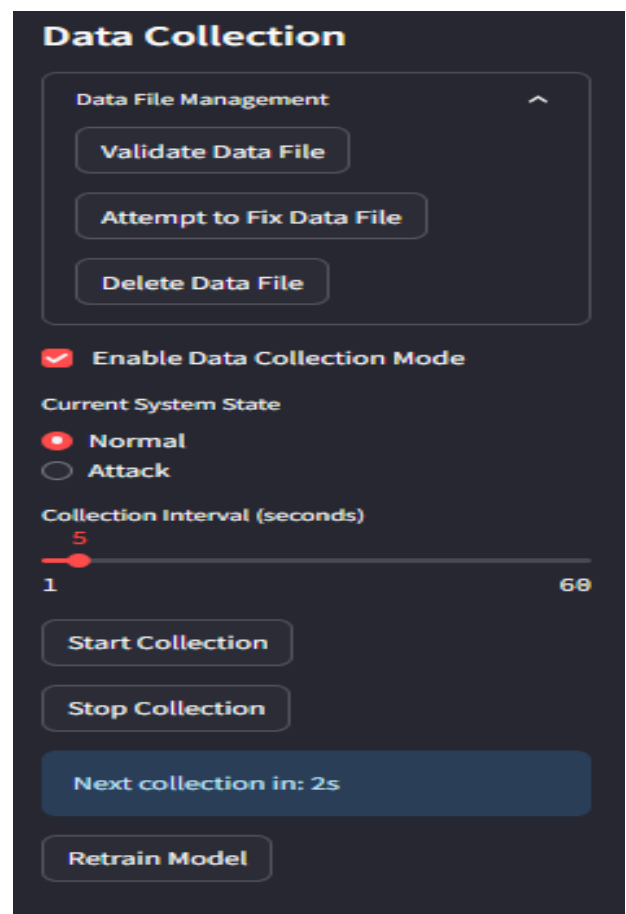 Data Collection
Data File Management
Validate Data File
Attempt to Fix Data File
Delete Data File
Enable Data Collection Mode
Current System State
Normal
Attack
Collection Interval (seconds)
5
1 60
Start Collection
Stop Collection
Next collection in: 2s
Retrain Model